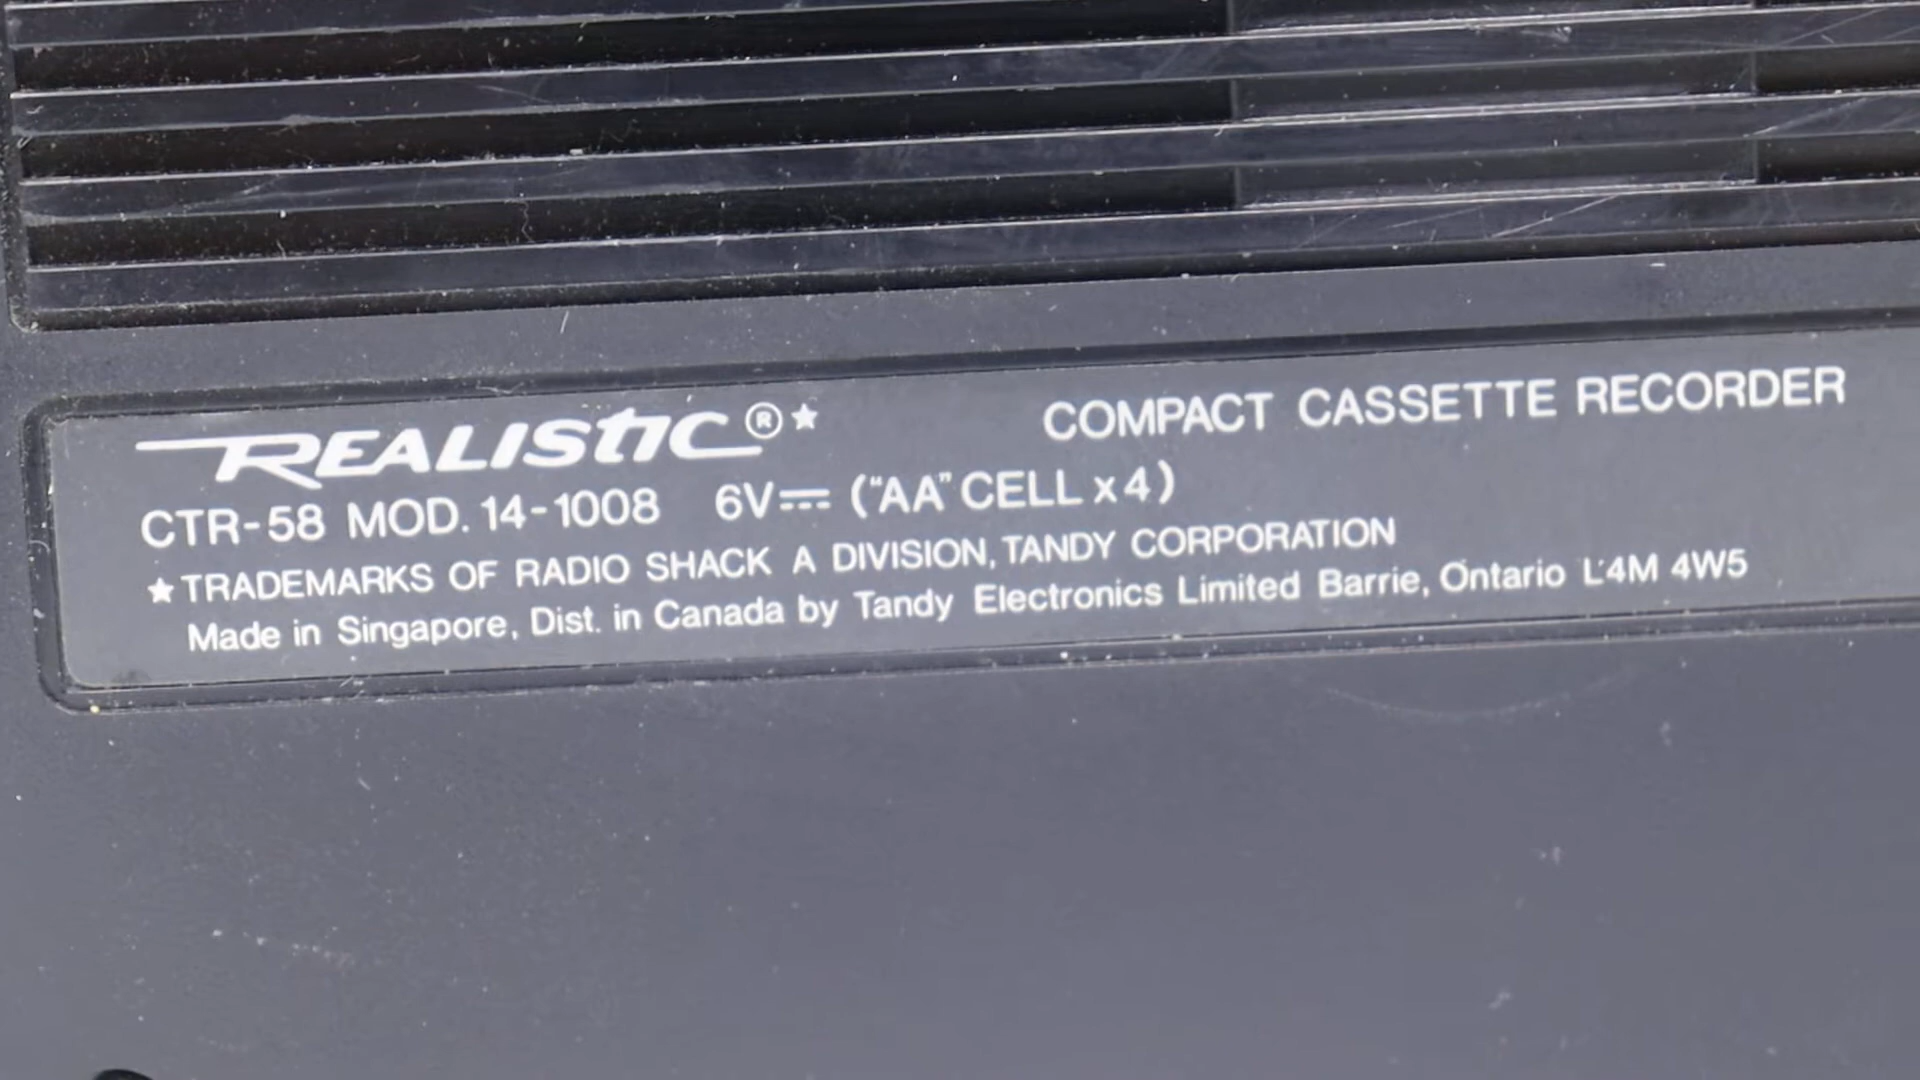 REALISTIC®★ COMPACT CASSETTE RECORDER
CTR-58 MOD. 14-1008 6V⎓ ("AA" CELL x 4)
★TRADEMARKS OF RADIO SHACK A DIVISION, TANDY CORPORATION
Made in Singapore, Dist. in Canada by Tandy Electronics Limited Barrie, Ontario L4M 4W5